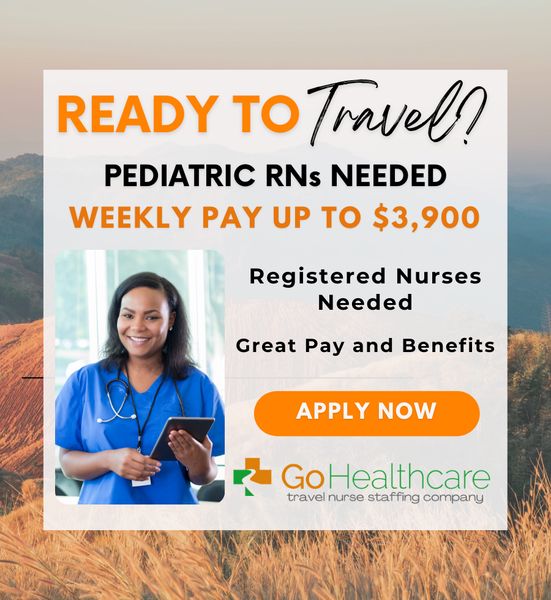 READY TO Travel?
PEDIATRIC RNs NEEDED
WEEKLY PAY UP TO $3,900
Registered Nurses
Needed
Great Pay and Benefits
APPLY NOW
GoHealthcare
travel nurse staffing company